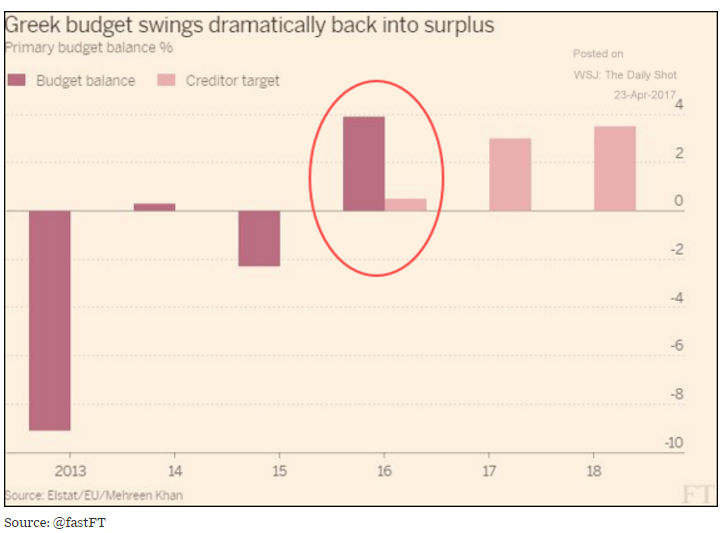 Greek budget swings dramatically back into surplus
Primary budget balance %
Budget balance
Creditor target
Posted on
WSJ: The Daily Shot
23-Apr-2017
4
2
0
-2
-4
-6
-8
-10
2013
14
15
16
17
18
Source: Elstat/EU/Mehreen Khan
FT
Source: @fastFT